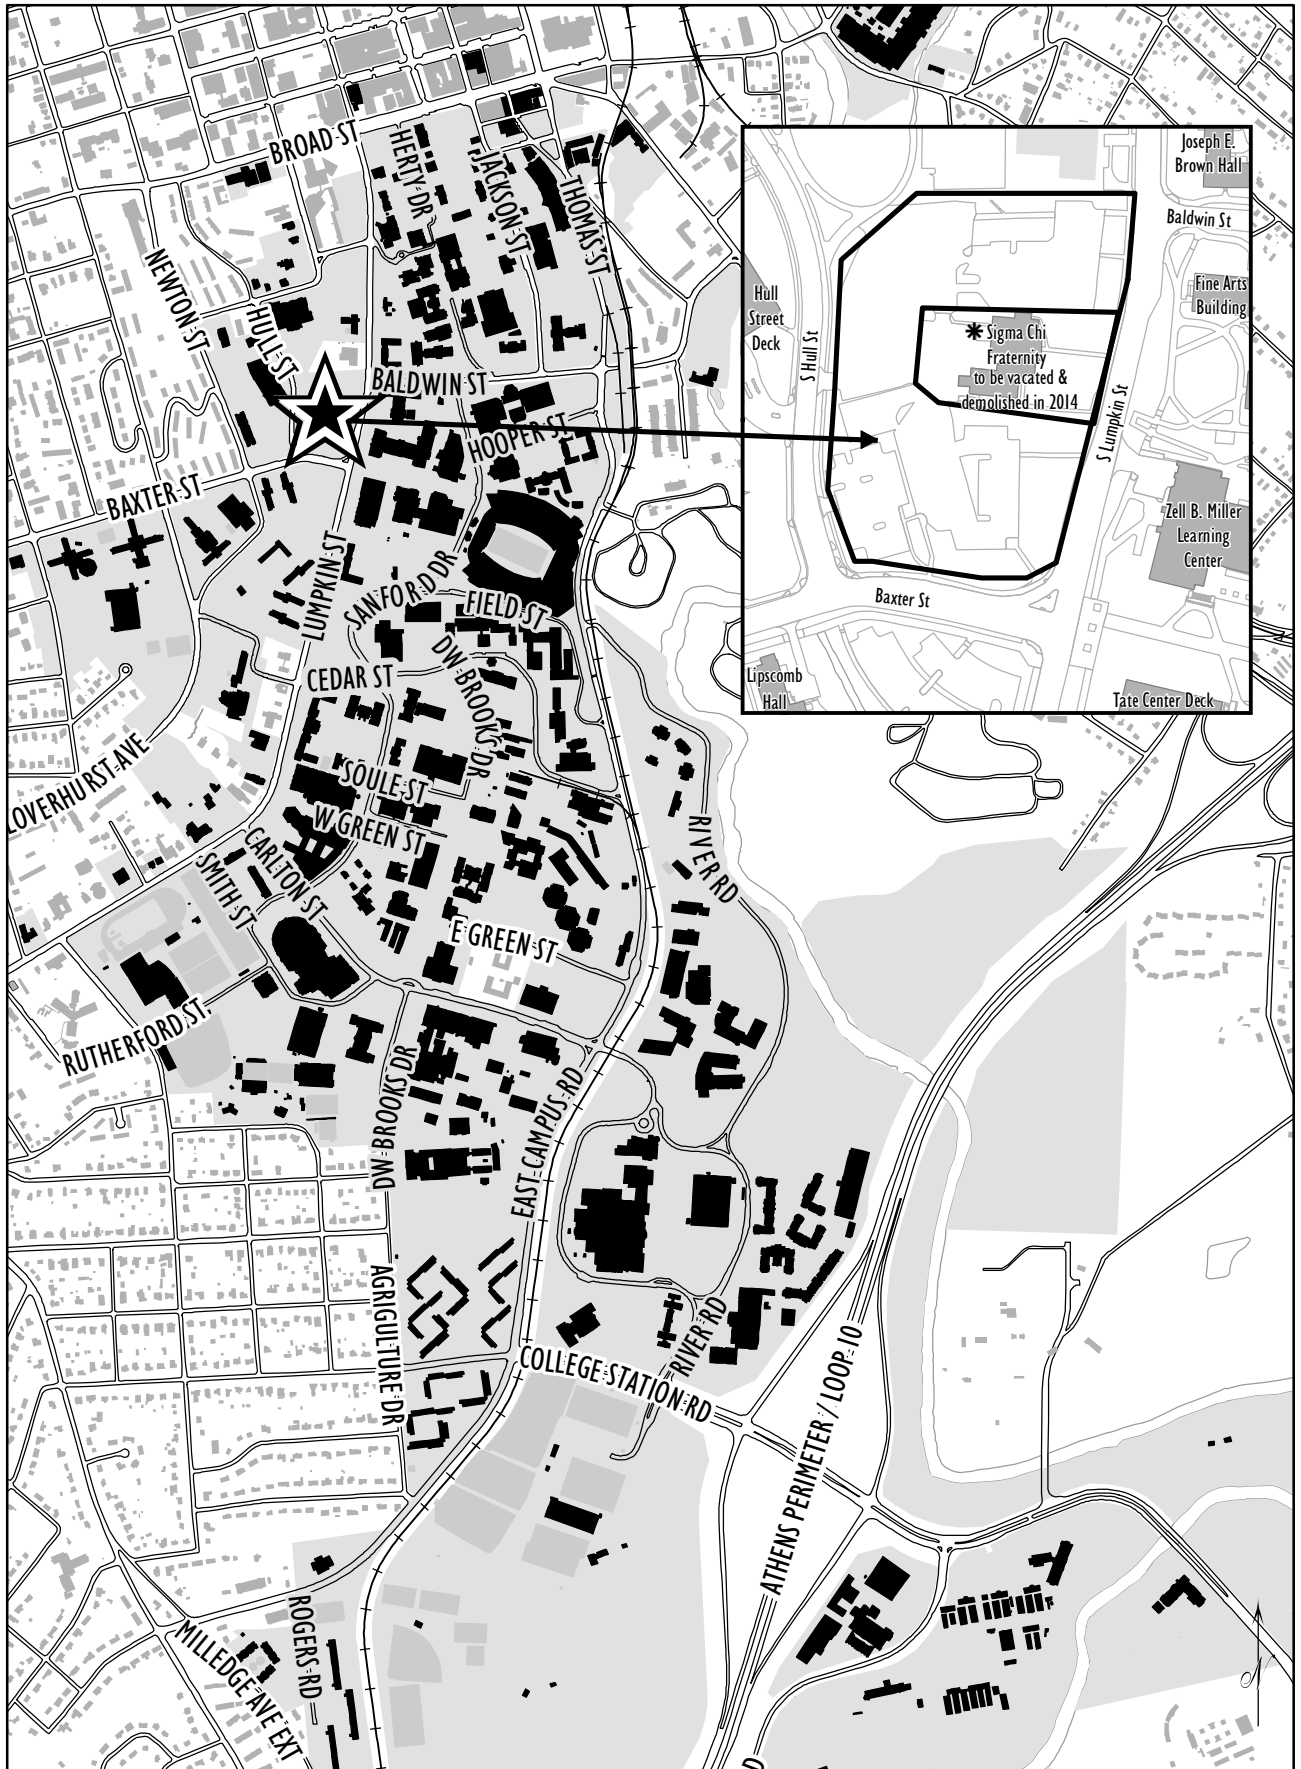 BROAD ST
HERTY DR
JACKSON ST
THOMAS ST
NEWTON ST
HULL ST
BALDWIN ST
HOOPER ST
BAXTER ST
LUMPKIN ST
SANFORD DR
FIELD ST
CEDAR ST
DW BROOKS DR
SOULE ST
W GREEN ST
LOVERHURST AVE
CARLTON ST
SMITH ST
E GREEN ST
RIVER RD
RUTHERFORD ST.
DW BROOKS DR
EAST CAMPUS RD
AGRIGULTURE DR
RIVER RD
COLLEGE STATION RD
ATHENS PERIMETER / LOOP 10
ROGERS RD
MILLEDGE AVE EXT
D
Joseph E.
Brown Hall
Baldwin St
Hull
Street
Deck
S Hull St
Fine Arts
Building
Sigma Chi
Fraternity
to be vacated &
demolished in 2014
S Lumpkin St
Zell B. Miller
Learning
Center
Baxter St
Lipscomb
Hall
Tate Center Deck